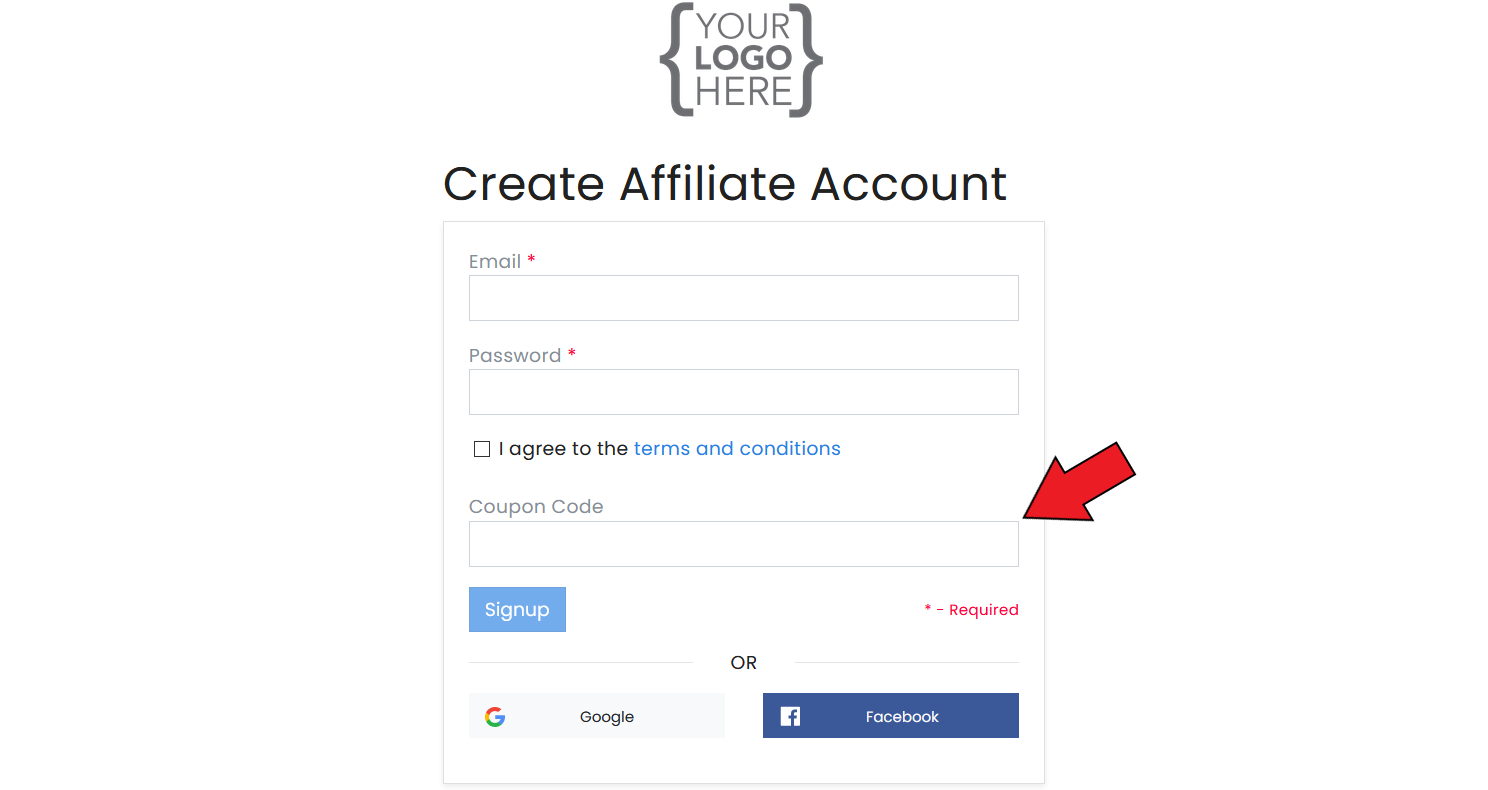 YOUR
LOGO
HERE
Create Affiliate Account
Email *
Password *
I agree to the terms and conditions
Coupon Code
Signup
* - Required
OR
Google
Facebook